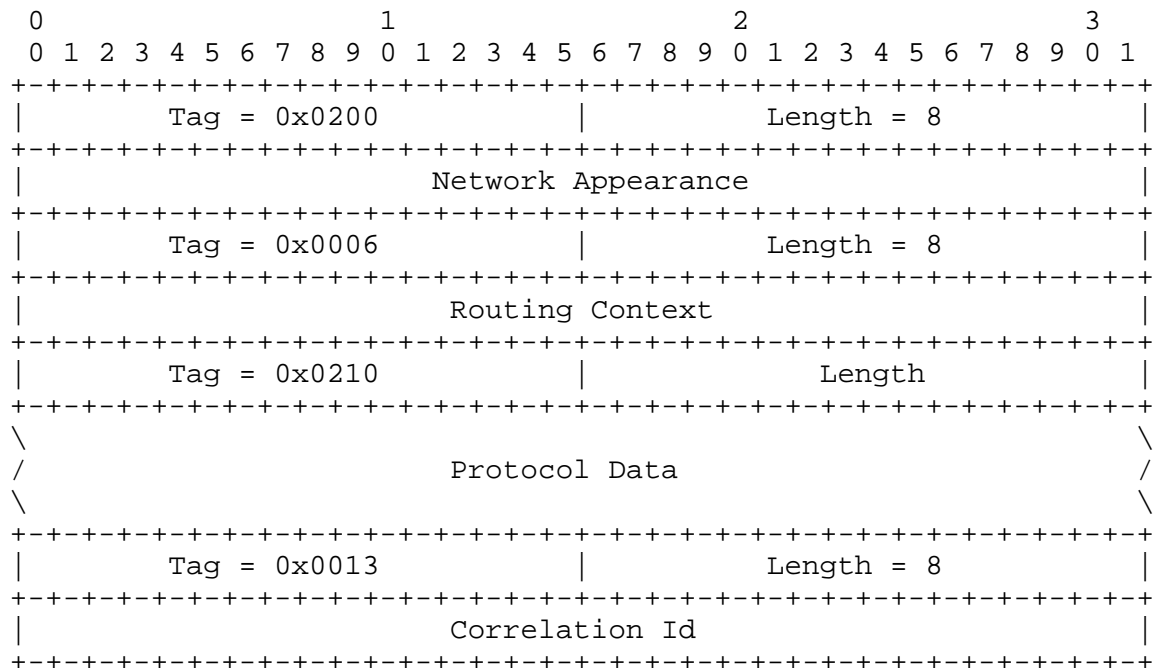 0                   1                   2                   3
 0 1 2 3 4 5 6 7 8 9 0 1 2 3 4 5 6 7 8 9 0 1 2 3 4 5 6 7 8 9 0 1
+-+-+-+-+-+-+-+-+-+-+-+-+-+-+-+-+-+-+-+-+-+-+-+-+-+-+-+-+-+-+-+-+
|        Tag = 0x0200           |          Length = 8           |
+-+-+-+-+-+-+-+-+-+-+-+-+-+-+-+-+-+-+-+-+-+-+-+-+-+-+-+-+-+-+-+-+
|                       Network Appearance                      |
+-+-+-+-+-+-+-+-+-+-+-+-+-+-+-+-+-+-+-+-+-+-+-+-+-+-+-+-+-+-+-+-+
|        Tag = 0x0006           |          Length = 8           |
+-+-+-+-+-+-+-+-+-+-+-+-+-+-+-+-+-+-+-+-+-+-+-+-+-+-+-+-+-+-+-+-+
|                        Routing Context                        |
+-+-+-+-+-+-+-+-+-+-+-+-+-+-+-+-+-+-+-+-+-+-+-+-+-+-+-+-+-+-+-+-+
|        Tag = 0x0210           |             Length            |
+-+-+-+-+-+-+-+-+-+-+-+-+-+-+-+-+-+-+-+-+-+-+-+-+-+-+-+-+-+-+-+-+
\                                                               \
/                        Protocol Data                          /
\                                                               \
+-+-+-+-+-+-+-+-+-+-+-+-+-+-+-+-+-+-+-+-+-+-+-+-+-+-+-+-+-+-+-+-+
|        Tag = 0x0013           |          Length = 8           |
+-+-+-+-+-+-+-+-+-+-+-+-+-+-+-+-+-+-+-+-+-+-+-+-+-+-+-+-+-+-+-+-+
|                        Correlation Id                         |
+-+-+-+-+-+-+-+-+-+-+-+-+-+-+-+-+-+-+-+-+-+-+-+-+-+-+-+-+-+-+-+-+